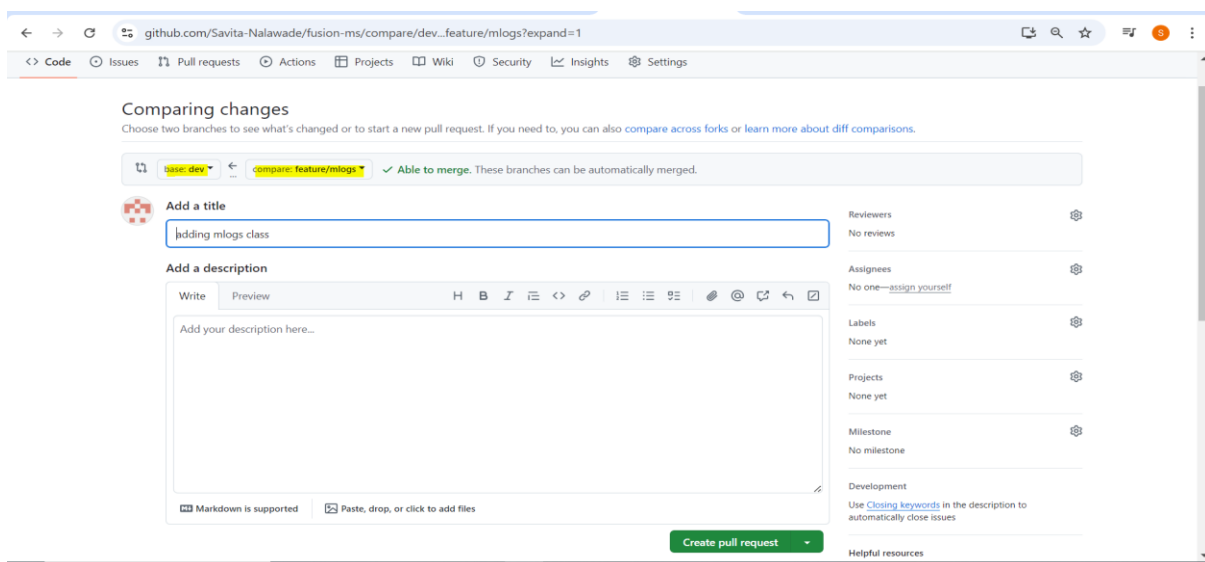 github.com/Savita-Nalawade/fusion-ms/compare/dev...feature/mlogs?expand=1
S
<> Code Issues Pull requests Actions Projects Wiki Security Insights Settings
Comparing changes
Choose two branches to see what's changed or to start a new pull request. If you need to, you can also compare across forks or learn more about diff comparisons.
base: dev compare: feature/mlogs Able to merge. These branches can be automatically merged.
Add a title
adding mlogs class
Add a description
Write Preview H B I
Add your description here...
Markdown is supported Paste, drop, or click to add files
Create pull request
Reviewers
No reviews
Assignees
No one—assign yourself
Labels
None yet
Projects
None yet
Milestone
No milestone
Development
Use Closing keywords in the description to
automatically close issues
Helpful resources